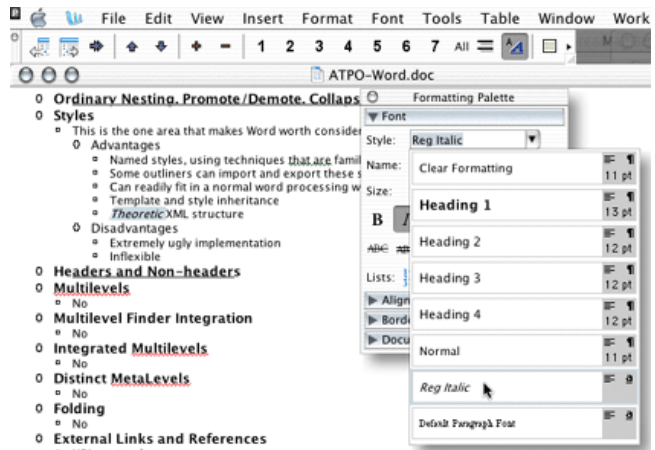 File Edit View Insert Format Font Tools Table Window Work
1 2 3 4 5 6 7 All
ATPO-Word.doc
Ordinary Nesting, Promote/Demote, Collaps
Styles
This is the one area that makes Word worth consider
Advantages
Named styles, using techniques that are famil
Some outliners can import and export these s
Can readily fit in a normal word processing w
Template and style inheritance
Theoretic XML structure
Disadvantages
Extremely ugly implementation
Inflexible
Headers and Non-headers
Multilevels
No
Multilevel Finder Integration
No
Integrated Multilevels
No
Distinct MetaLevels
No
Folding
No
External Links and References
Formatting Palette
Font
Style: Reg Italic
Name:
Size:
B I
ABC
Lists:
Align
Borde
Docu
Clear Formatting 11 pt
Heading 1 13 pt
Heading 2 12 pt
Heading 3 12 pt
Heading 4 12 pt
Normal 11 pt
Reg Italic a
Default Paragraph Font a